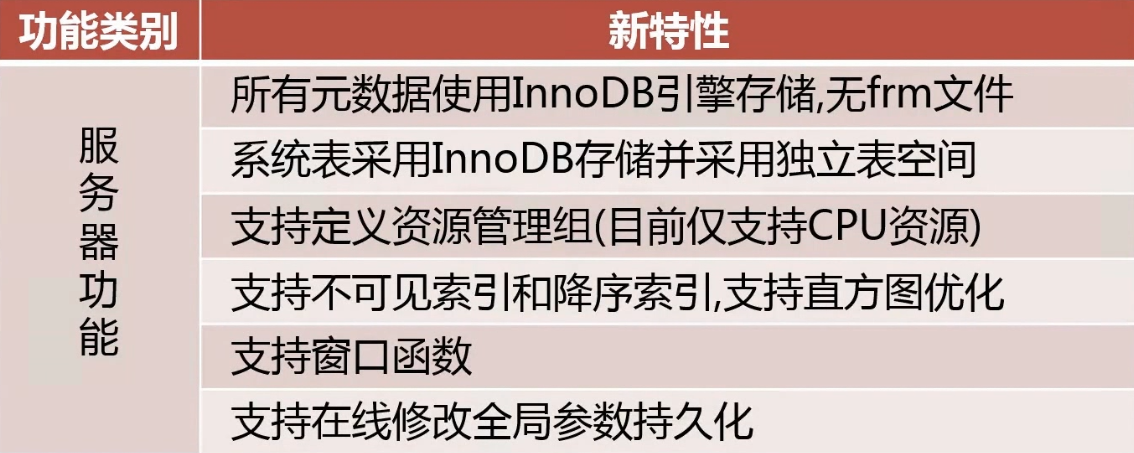 功能类别
新特性
服务器功能
所有元数据使用InnoDB引擎存储,无frm文件
系统表采用InnoDB存储并采用独立表空间
支持定义资源管理组(目前仅支持CPU资源)
支持不可见索引和降序索引,支持直方图优化
支持窗口函数
支持在线修改全局参数持久化